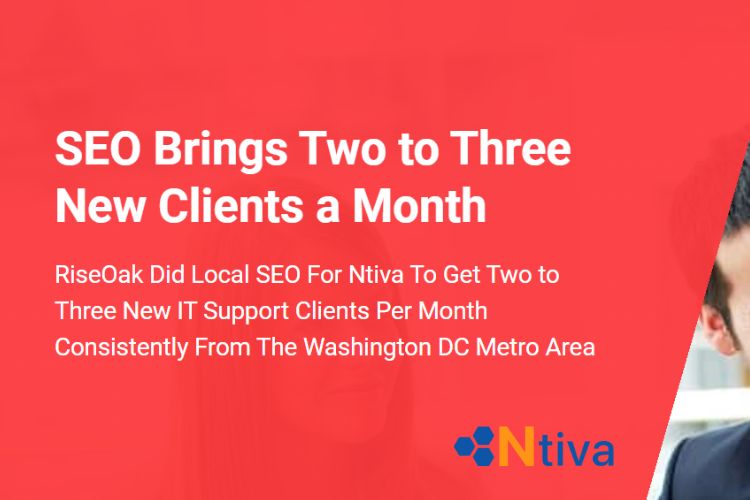 SEO Brings Two to Three
New Clients a Month
RiseOak Did Local SEO For Ntiva To Get Two to
Three New IT Support Clients Per Month
Consistently From The Washington DC Metro Area
Ntiva